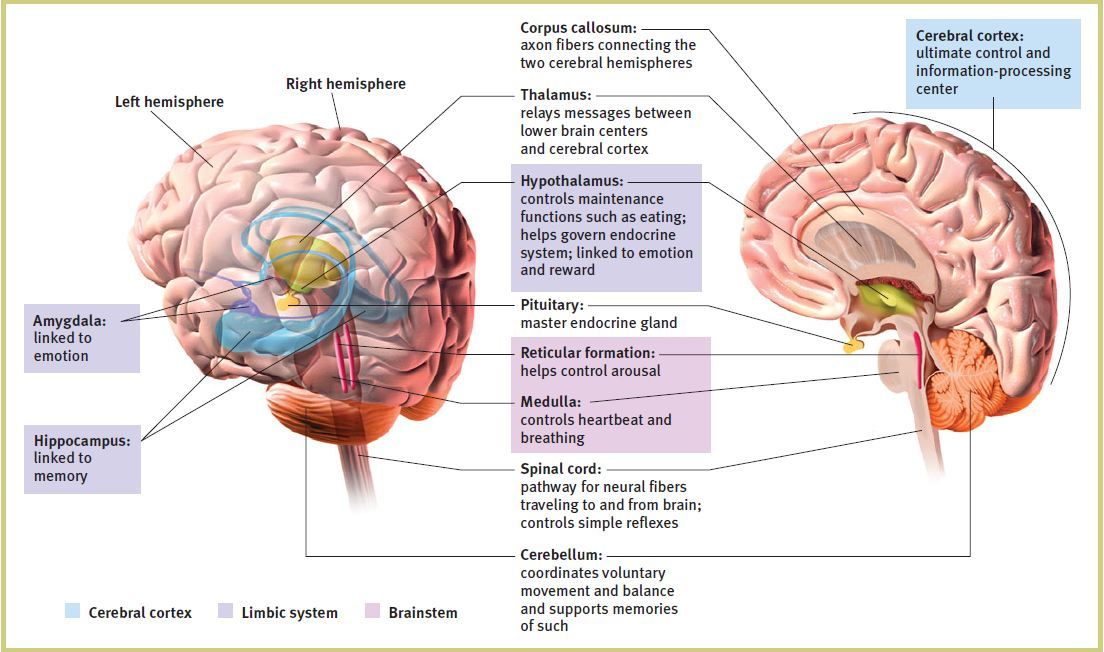 Left hemisphere
Right hemisphere
Corpus callosum:
axon fibers connecting the
two cerebral hemispheres
Thalamus:
relays messages between
lower brain centers
and cerebral cortex
Hypothalamus:
controls maintenance
functions such as eating;
helps govern endocrine
system; linked to emotion
and reward
Pituitary:
master endocrine gland
Reticular formation:
helps control arousal
Medulla:
controls heartbeat and
breathing
Spinal cord:
pathway for neural fibers
traveling to and from brain;
controls simple reflexes
Cerebellum:
coordinates voluntary
movement and balance
and supports memories
of such
Cerebral cortex:
ultimate control and
information-processing
center
Amygdala:
linked to
emotion
Hippocampus:
linked to
memory
Cerebral cortex
Limbic system
Brainstem